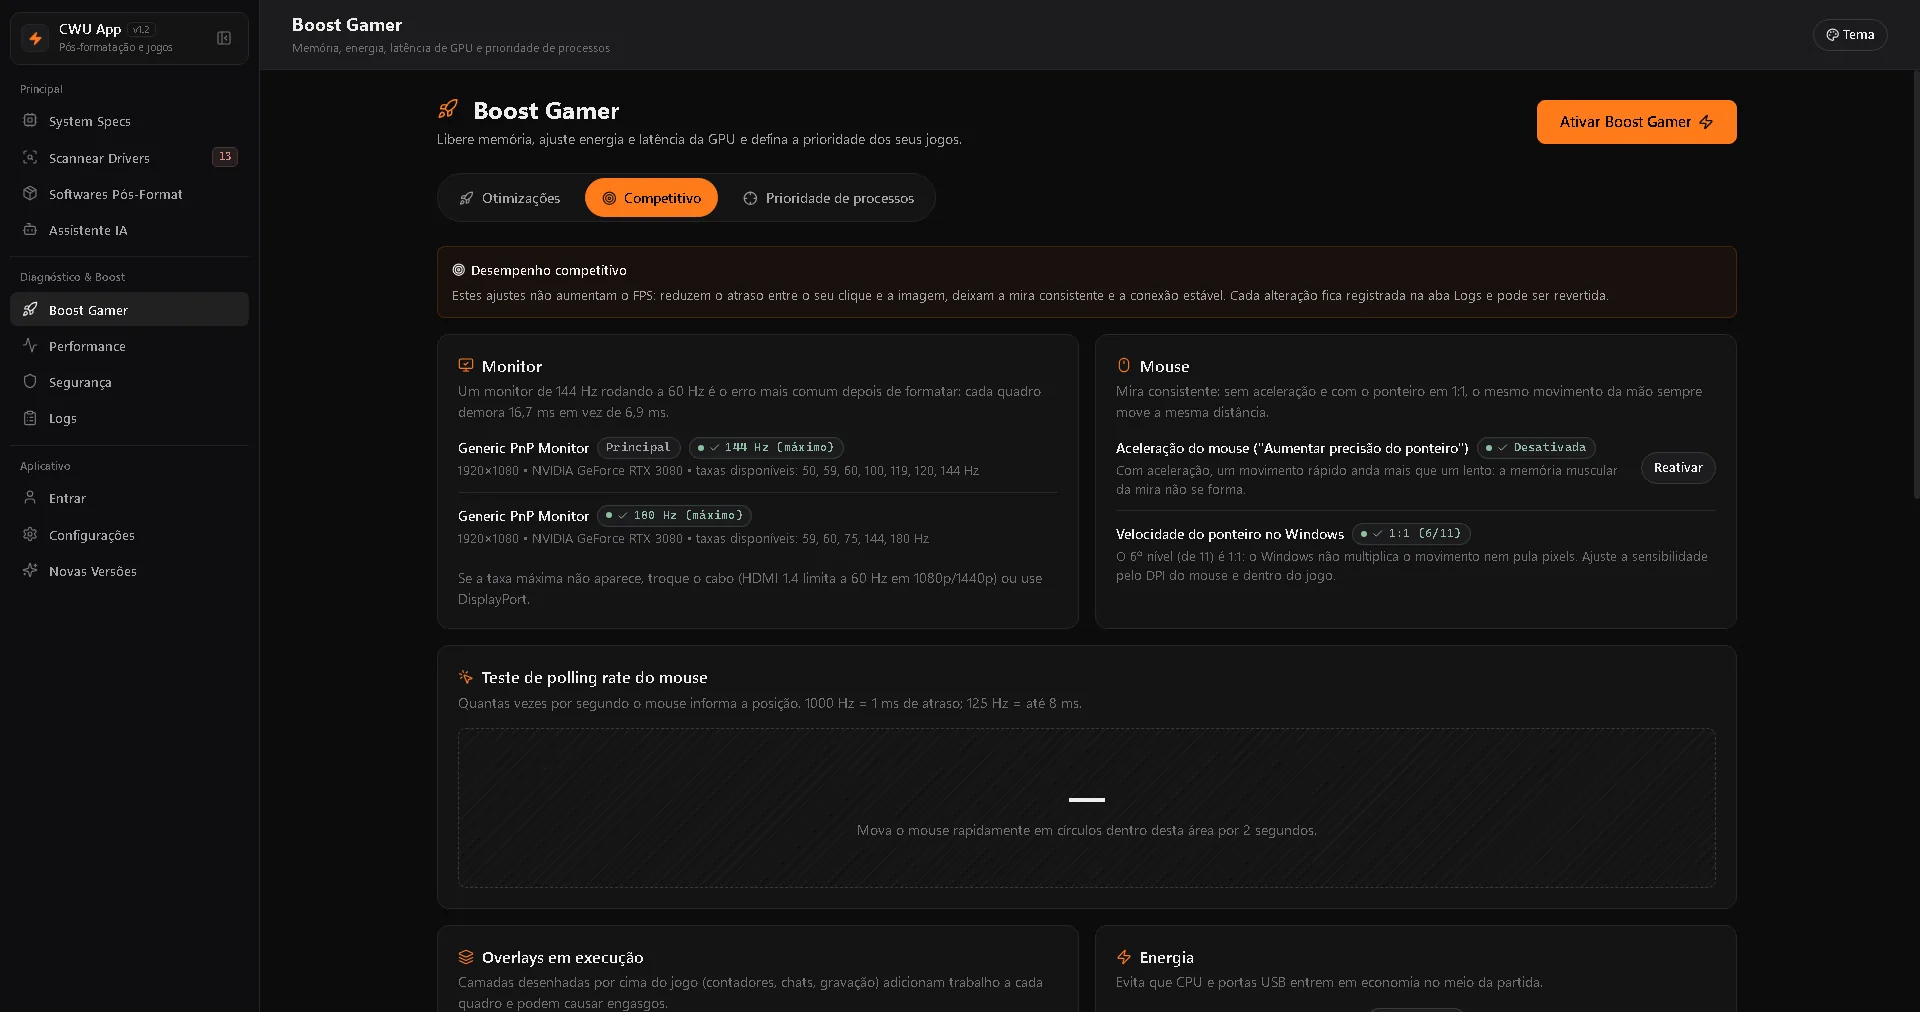 CWU App v1.2
Pós-formatação e jogos
Principal
System Specs
Scannear Drivers 13
Softwares Pós-Format
Assistente IA
Diagnóstico & Boost
Boost Gamer
Performance
Segurança
Logs
Aplicativo
Entrar
Configurações
Novas Versões
Boost Gamer
Memória, energia, latência de GPU e prioridade de processos
Tema
Boost Gamer
Libere memória, ajuste energia e latência da GPU e defina a prioridade dos seus jogos.
Ativar Boost Gamer
Otimizações Competitivo Prioridade de processos
Desempenho competitivo
Estes ajustes não aumentam o FPS: reduzem o atraso entre o seu clique e a imagem, deixam a mira consistente e a conexão estável. Cada alteração fica registrada na aba Logs e pode ser revertida.
Monitor
Um monitor de 144 Hz rodando a 60 Hz é o erro mais comum depois de formatar: cada quadro
demora 16,7 ms em vez de 6,9 ms.
Generic PnP Monitor Principal ✓ 144 Hz (máximo)
1920×1080 • NVIDIA GeForce RTX 3080 • taxas disponíveis: 50, 59, 60, 100, 119, 120, 144 Hz
Generic PnP Monitor ✓ 180 Hz (máximo)
1920×1080 • NVIDIA GeForce RTX 3080 • taxas disponíveis: 59, 60, 75, 144, 180 Hz
Se a taxa máxima não aparece, troque o cabo (HDMI 1.4 limita a 60 Hz em 1080p/1440p) ou use
DisplayPort.
Mouse
Mira consistente: sem aceleração e com o ponteiro em 1:1, o mesmo movimento da mão sempre
move a mesma distância.
Aceleração do mouse ("Aumentar precisão do ponteiro") ✓ Desativada
Com aceleração, um movimento rápido anda mais que um lento: a memória muscular
da mira não se forma.
Reativar
Velocidade do ponteiro no Windows ✓ 1:1 (6/11)
O 6º nível (de 11) é 1:1: o Windows não multiplica o movimento nem pula pixels. Ajuste a sensibilidade
pelo DPI do mouse e dentro do jogo.
Teste de polling rate do mouse
Quantas vezes por segundo o mouse informa a posição. 1000 Hz = 1 ms de atraso; 125 Hz = até 8 ms.
—
Mova o mouse rapidamente em círculos dentro desta área por 2 segundos.
Overlays em execução
Camadas desenhadas por cima do jogo (contadores, chats, gravação) adicionam trabalho a cada
quadro e podem causar engasgos.
Energia
Evita que CPU e portas USB entrem em economia no meio da partida.